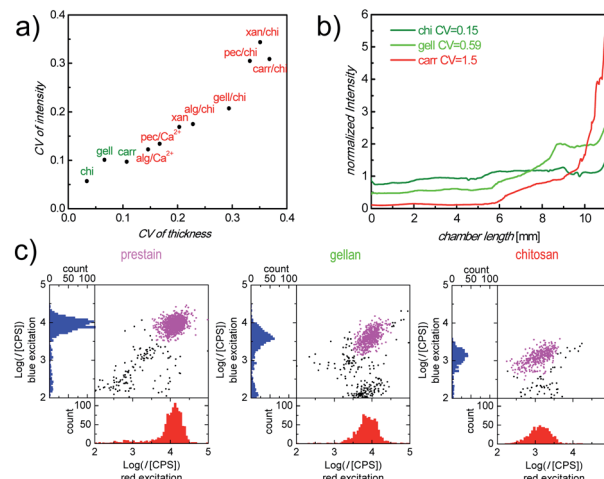 a)
b)
0.4
0.3
0.2
0.1
0.0
0.0 0.1 0.2 0.3 0.4
CV of intensity
CV of thickness
xan/chi
pec/chi
carr/chi
gell/chi
alg/chi
xan
pec/Ca2+
alg/Ca2+
carr
gell
chi
chi CV=0.15
gell CV=0.59
carr CV=1.5
6
5
4
3
2
1
0
0 2 4 6 8 10
normalized Intensity
chamber length [mm]
c)
prestain
gellan
chitosan
count
0 50 100
5
4
3
2
Log(I [CPS])
blue excitation
100
50
0
count
2 3 4 5
Log(I [CPS])
red excitation
count
0 50 100
5
4
3
2
Log(I [CPS])
blue excitation
100
50
0
count
2 3 4 5
Log(I [CPS])
red excitation
count
0 50 100
5
4
3
2
Log(I [CPS])
blue excitation
100
50
0
count
2 3 4
Log(I [CPS])
red excitation